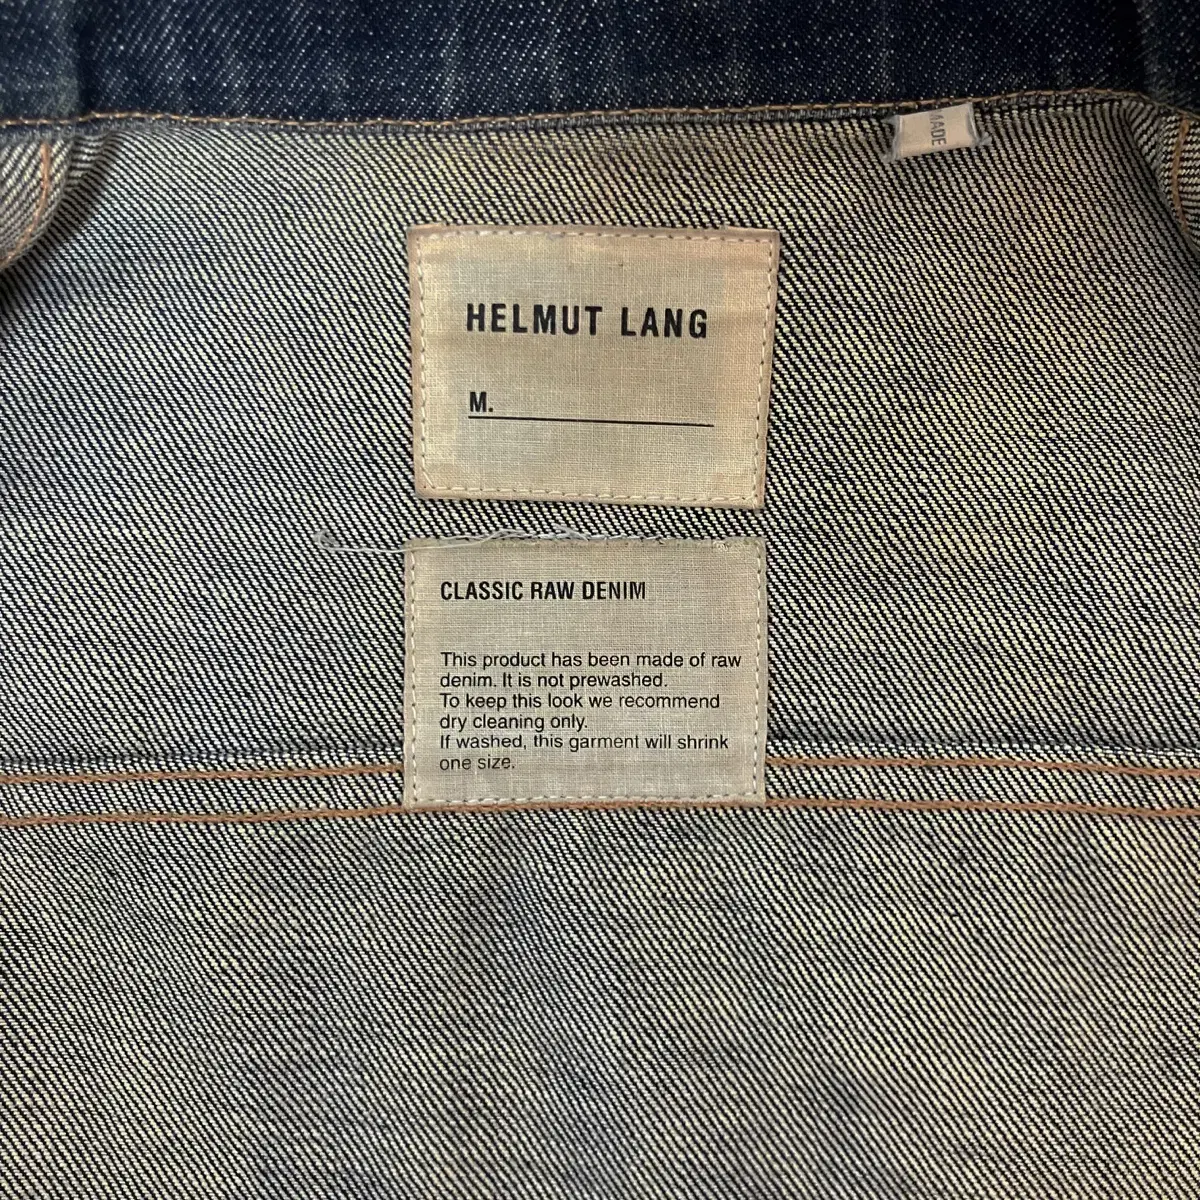 MADE
HELMUT LANG
M.
CLASSIC RAW DENIM
This product has been made of raw
denim. It is not prewashed.
To keep this look we recommend
dry cleaning only.
If washed, this garment will shrink
one size.